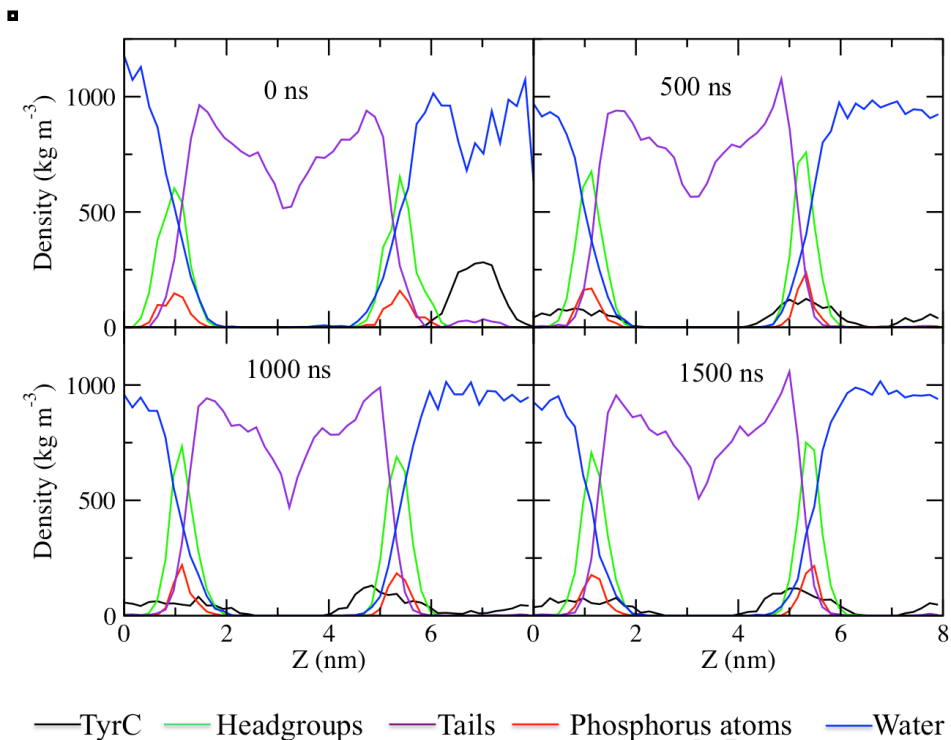 0 ns
500 ns
1000
500
0
Density (kg m-3)
1000 ns
1500 ns
1000
500
0
Density (kg m-3)
0 2 4 6 0 2 4 6 8
Z (nm) Z (nm)
TyrC Headgroups Tails Phosphorus atoms Water